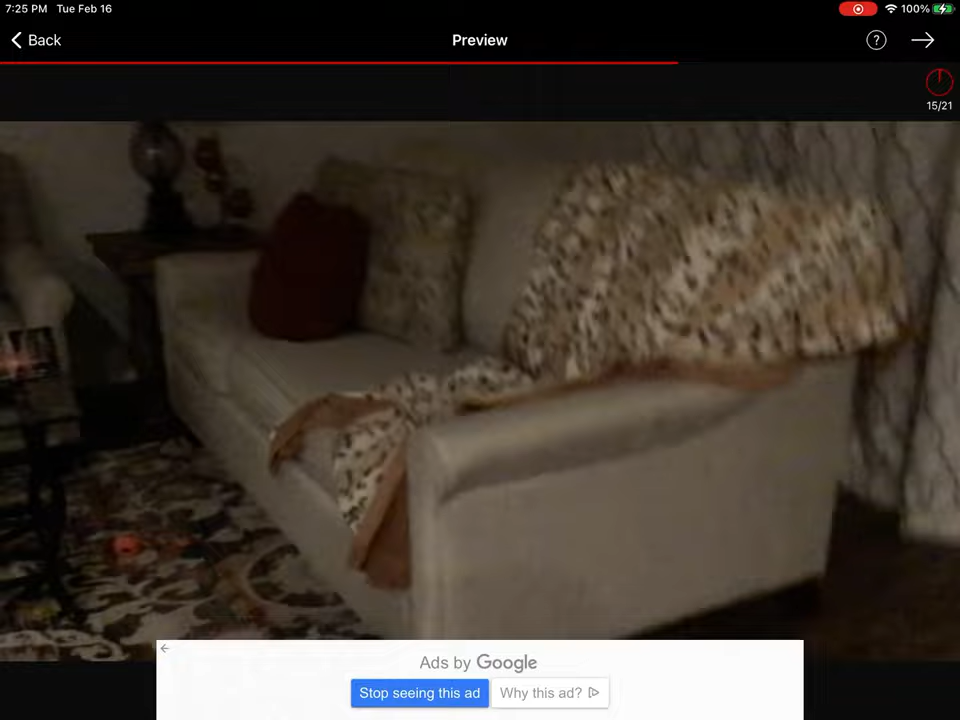 7:25 PM Tue Feb 16
100%
Back
Preview
?
15/21
Ads by Google
Stop seeing this ad
Why this ad?